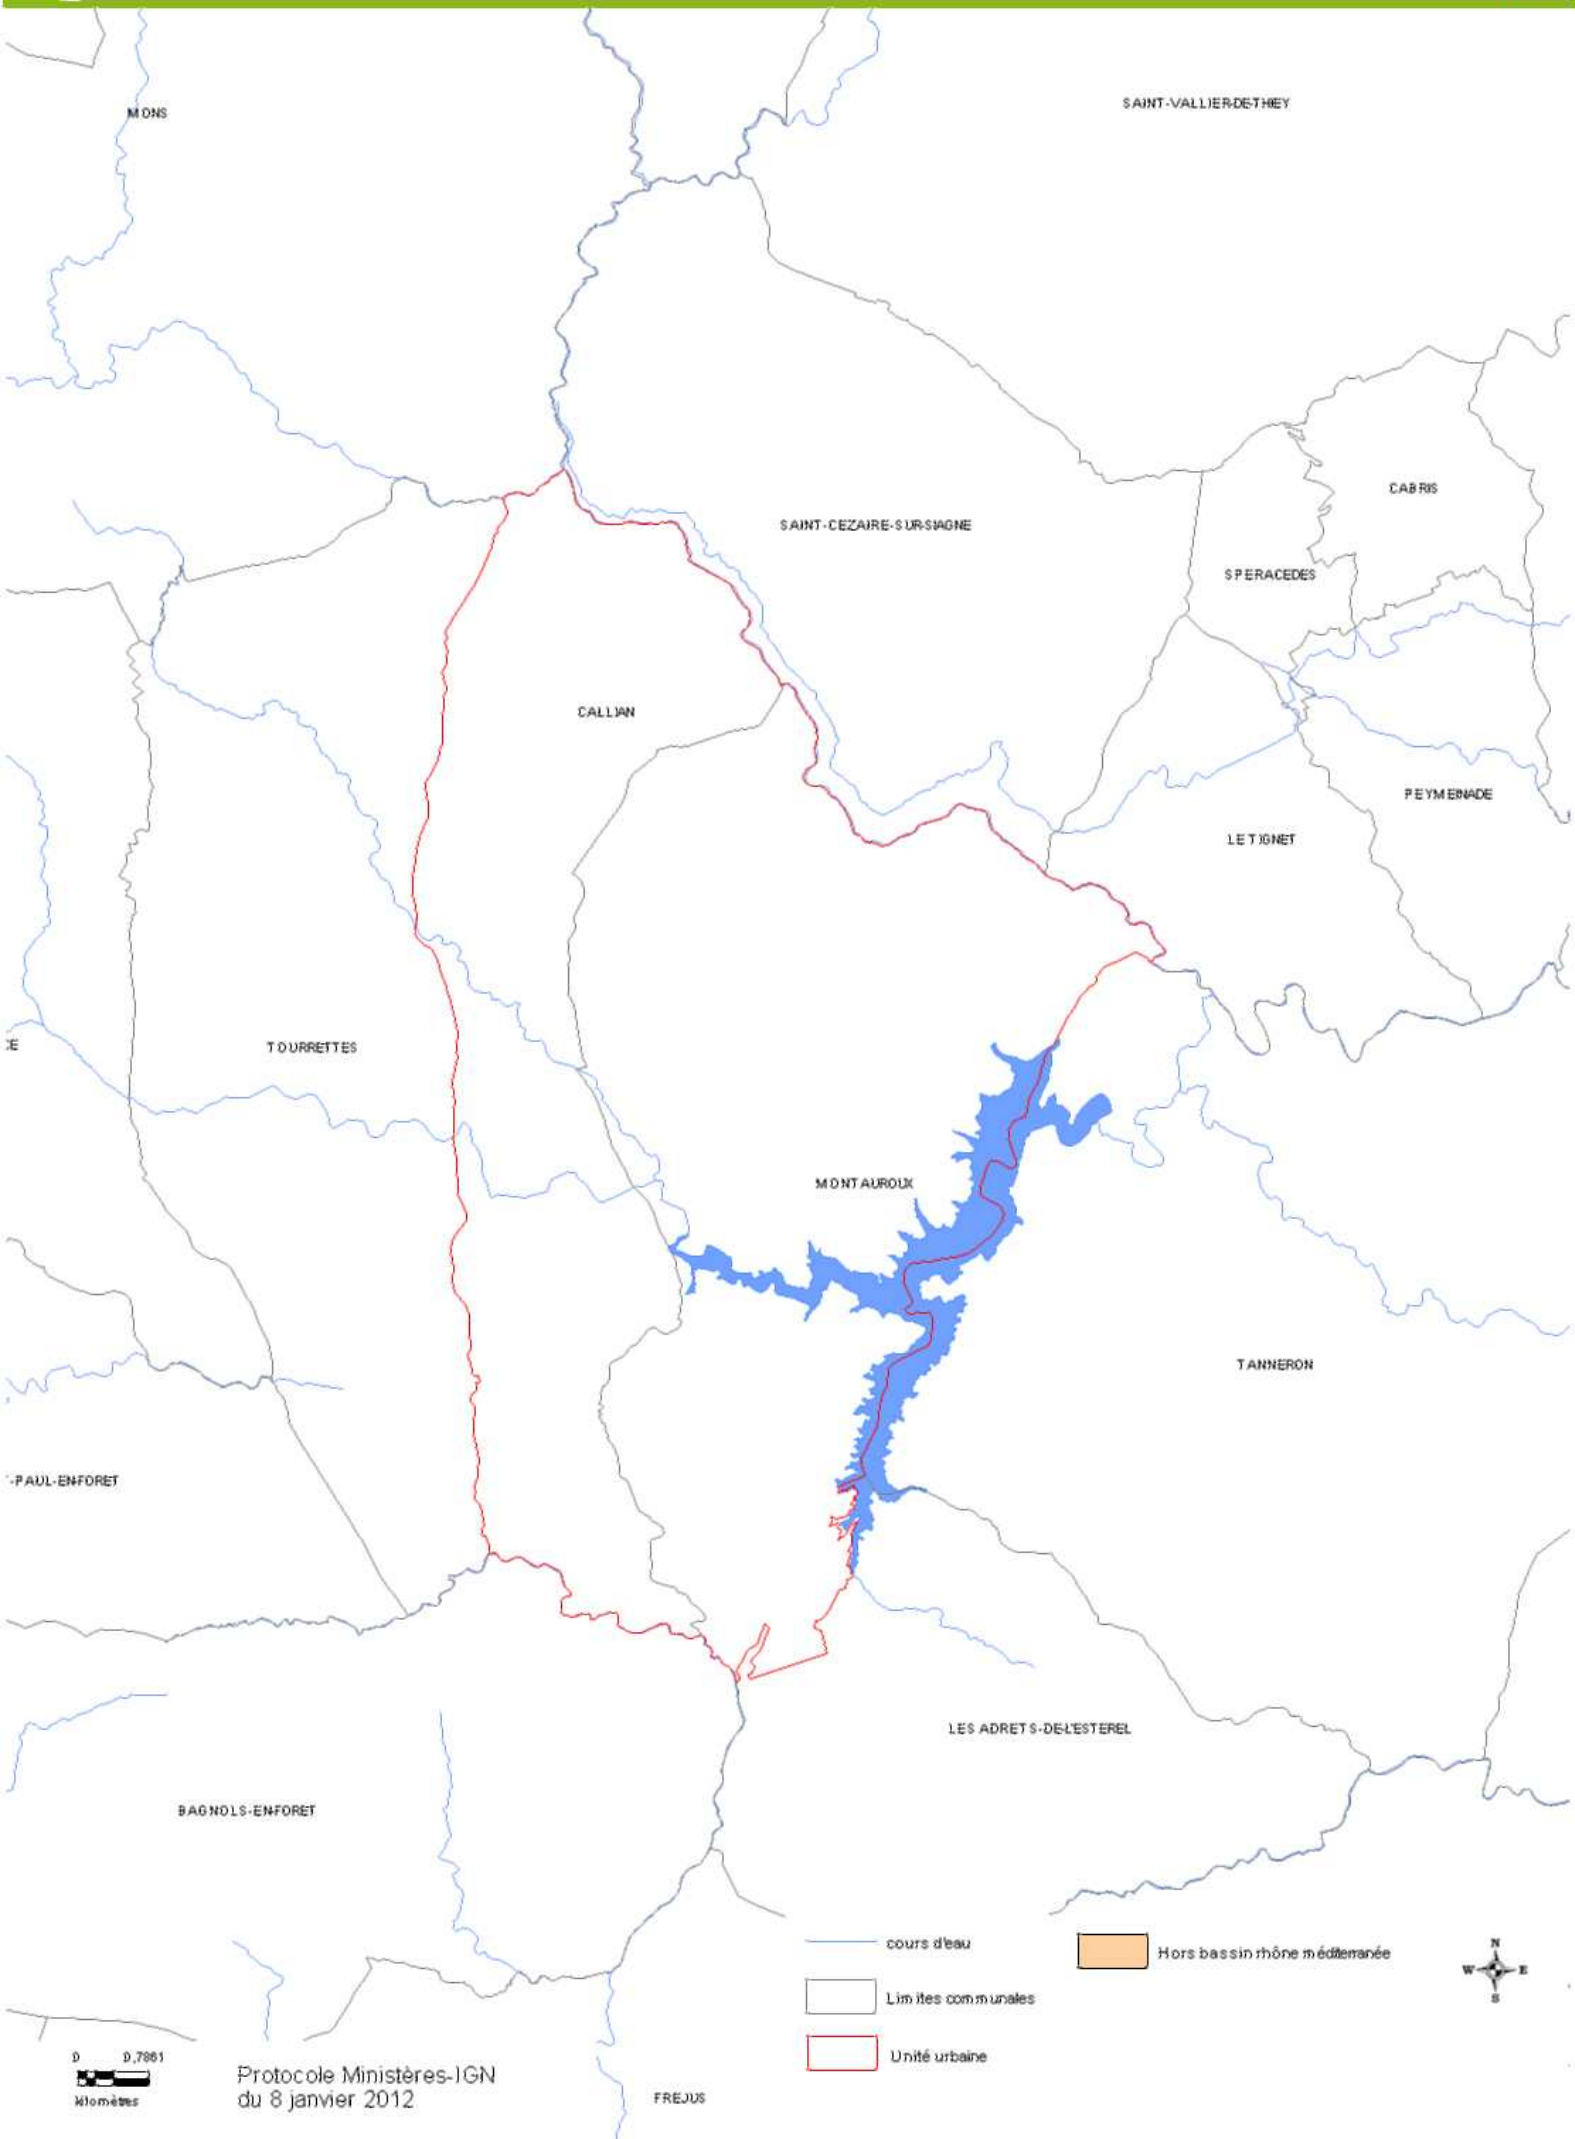 MONS
SAINT-VALLIER-DE-THIEY
CABRIS
SAINT-CEZAIRE-SUR-SIAGNE
SPERACEDES
CALLIAN
PEYMEINADE
LE TIGNET
TOURRETTES
MONTAUROUX
TANNERON
-PAUL-EN-FORET
LES ADRETS-DE-L'ESTEREL
BAGNOLS-EN-FORET
cours d'eau
Hors bassin rhône méditerranée
N
W E
S
Limites communales
Unité urbaine
0 0,7861
kilomètres
Protocole Ministères-IGN
du 8 janvier 2012
FREJUS